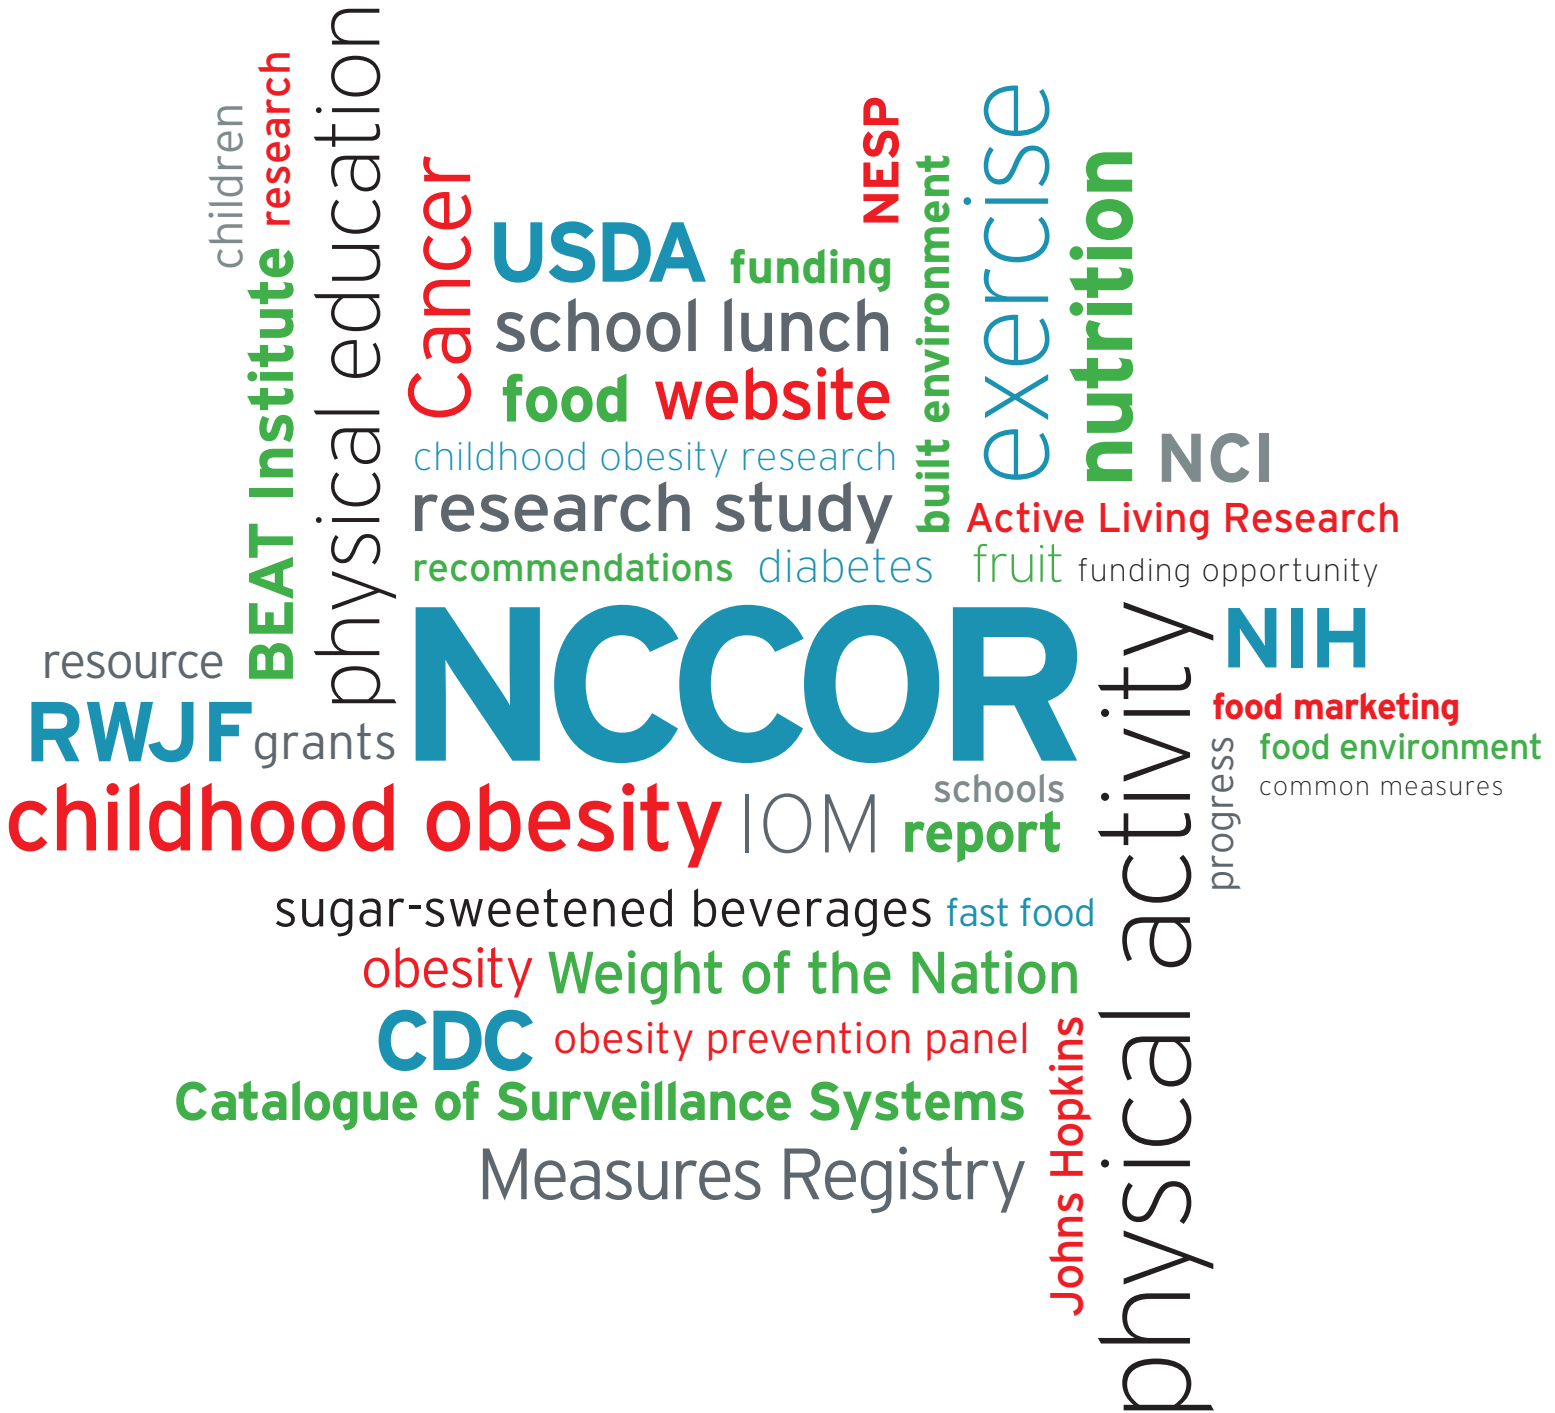 children
research
BEAT Institute
physical education
Cancer
USDA
funding
NESP
school lunch
food
website
childhood obesity research
research study
recommendations
diabetes
built environment
exercise
nutrition
NCI
Active Living Research
fruit
funding opportunity
NCCOR
physical activity
NIH
food marketing
food environment
common measures
progress
resource
RWJF
grants
childhood obesity
IOM
schools
report
sugar-sweetened beverages
fast food
obesity
Weight of the Nation
CDC
obesity prevention panel
Catalogue of Surveillance Systems
Measures Registry
Johns Hopkins